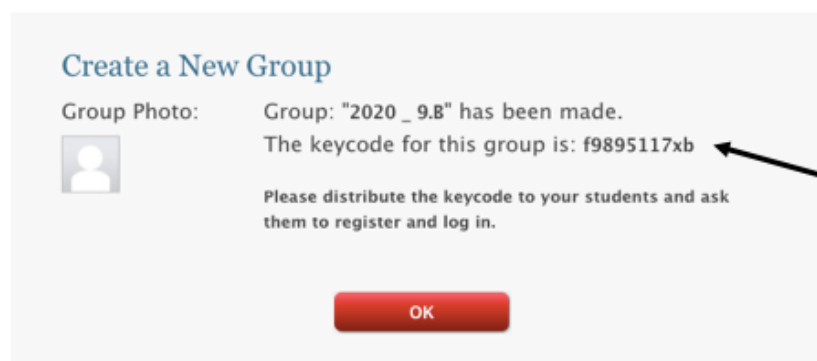 Create a New Group
Group Photo:
Group: "2020 _ 9.B" has been made.
The keycode for this group is: f9895117xb
Please distribute the keycode to your students and ask
them to register and log in.
OK